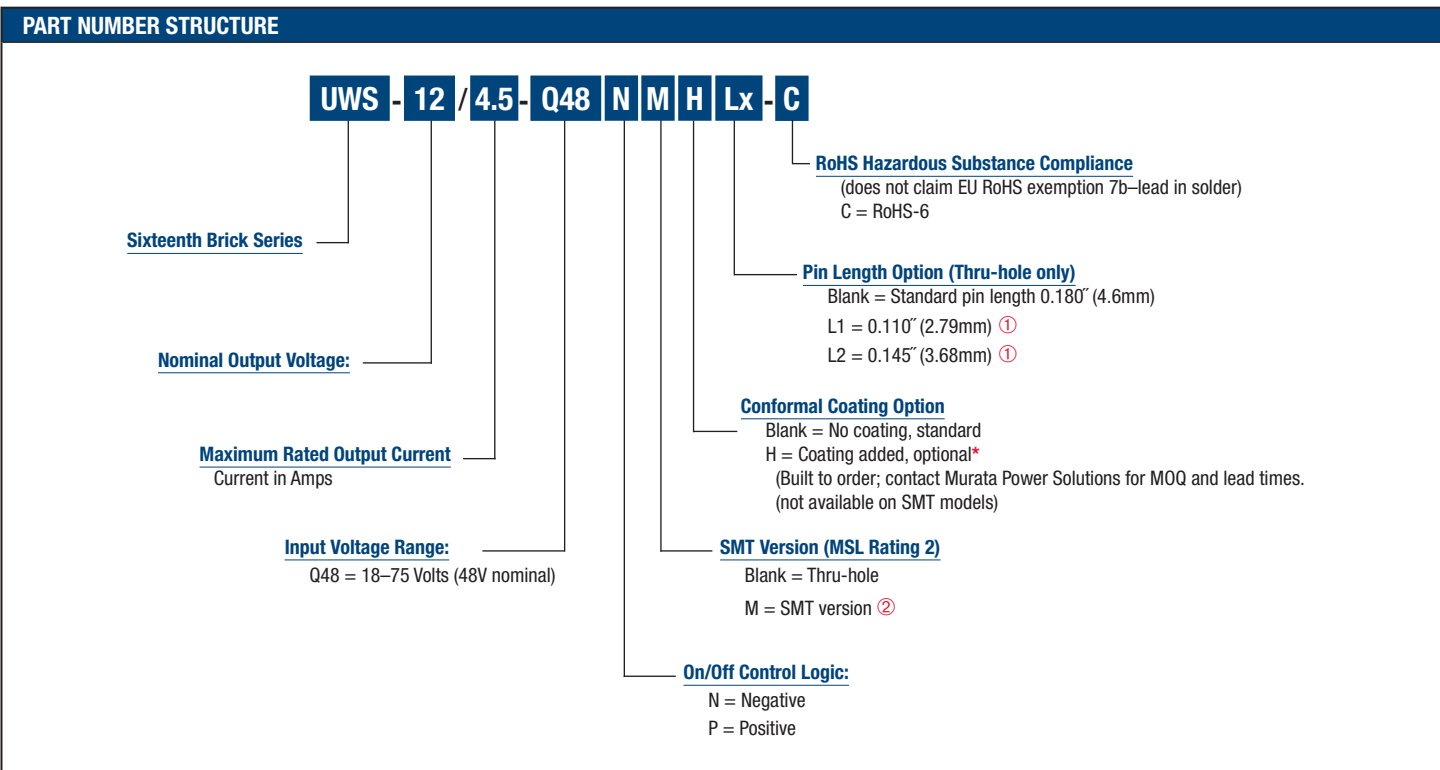 PART NUMBER STRUCTURE
UWS - 12 / 4.5 - Q48 N M H Lx - C
RoHS Hazardous Substance Compliance
(does not claim EU RoHS exemption 7b–lead in solder)
C = RoHS-6
Sixteenth Brick Series
Pin Length Option (Thru-hole only)
Blank = Standard pin length 0.180˝ (4.6mm)
L1 = 0.110˝ (2.79mm) ①
L2 = 0.145˝ (3.68mm) ①
Nominal Output Voltage:
Conformal Coating Option
Blank = No coating, standard
H = Coating added, optional*
(Built to order; contact Murata Power Solutions for MOQ and lead times.
(not available on SMT models)
Maximum Rated Output Current
Current in Amps
Input Voltage Range:
Q48 = 18–75 Volts (48V nominal)
SMT Version (MSL Rating 2)
Blank = Thru-hole
M = SMT version ②
On/Off Control Logic:
N = Negative
P = Positive